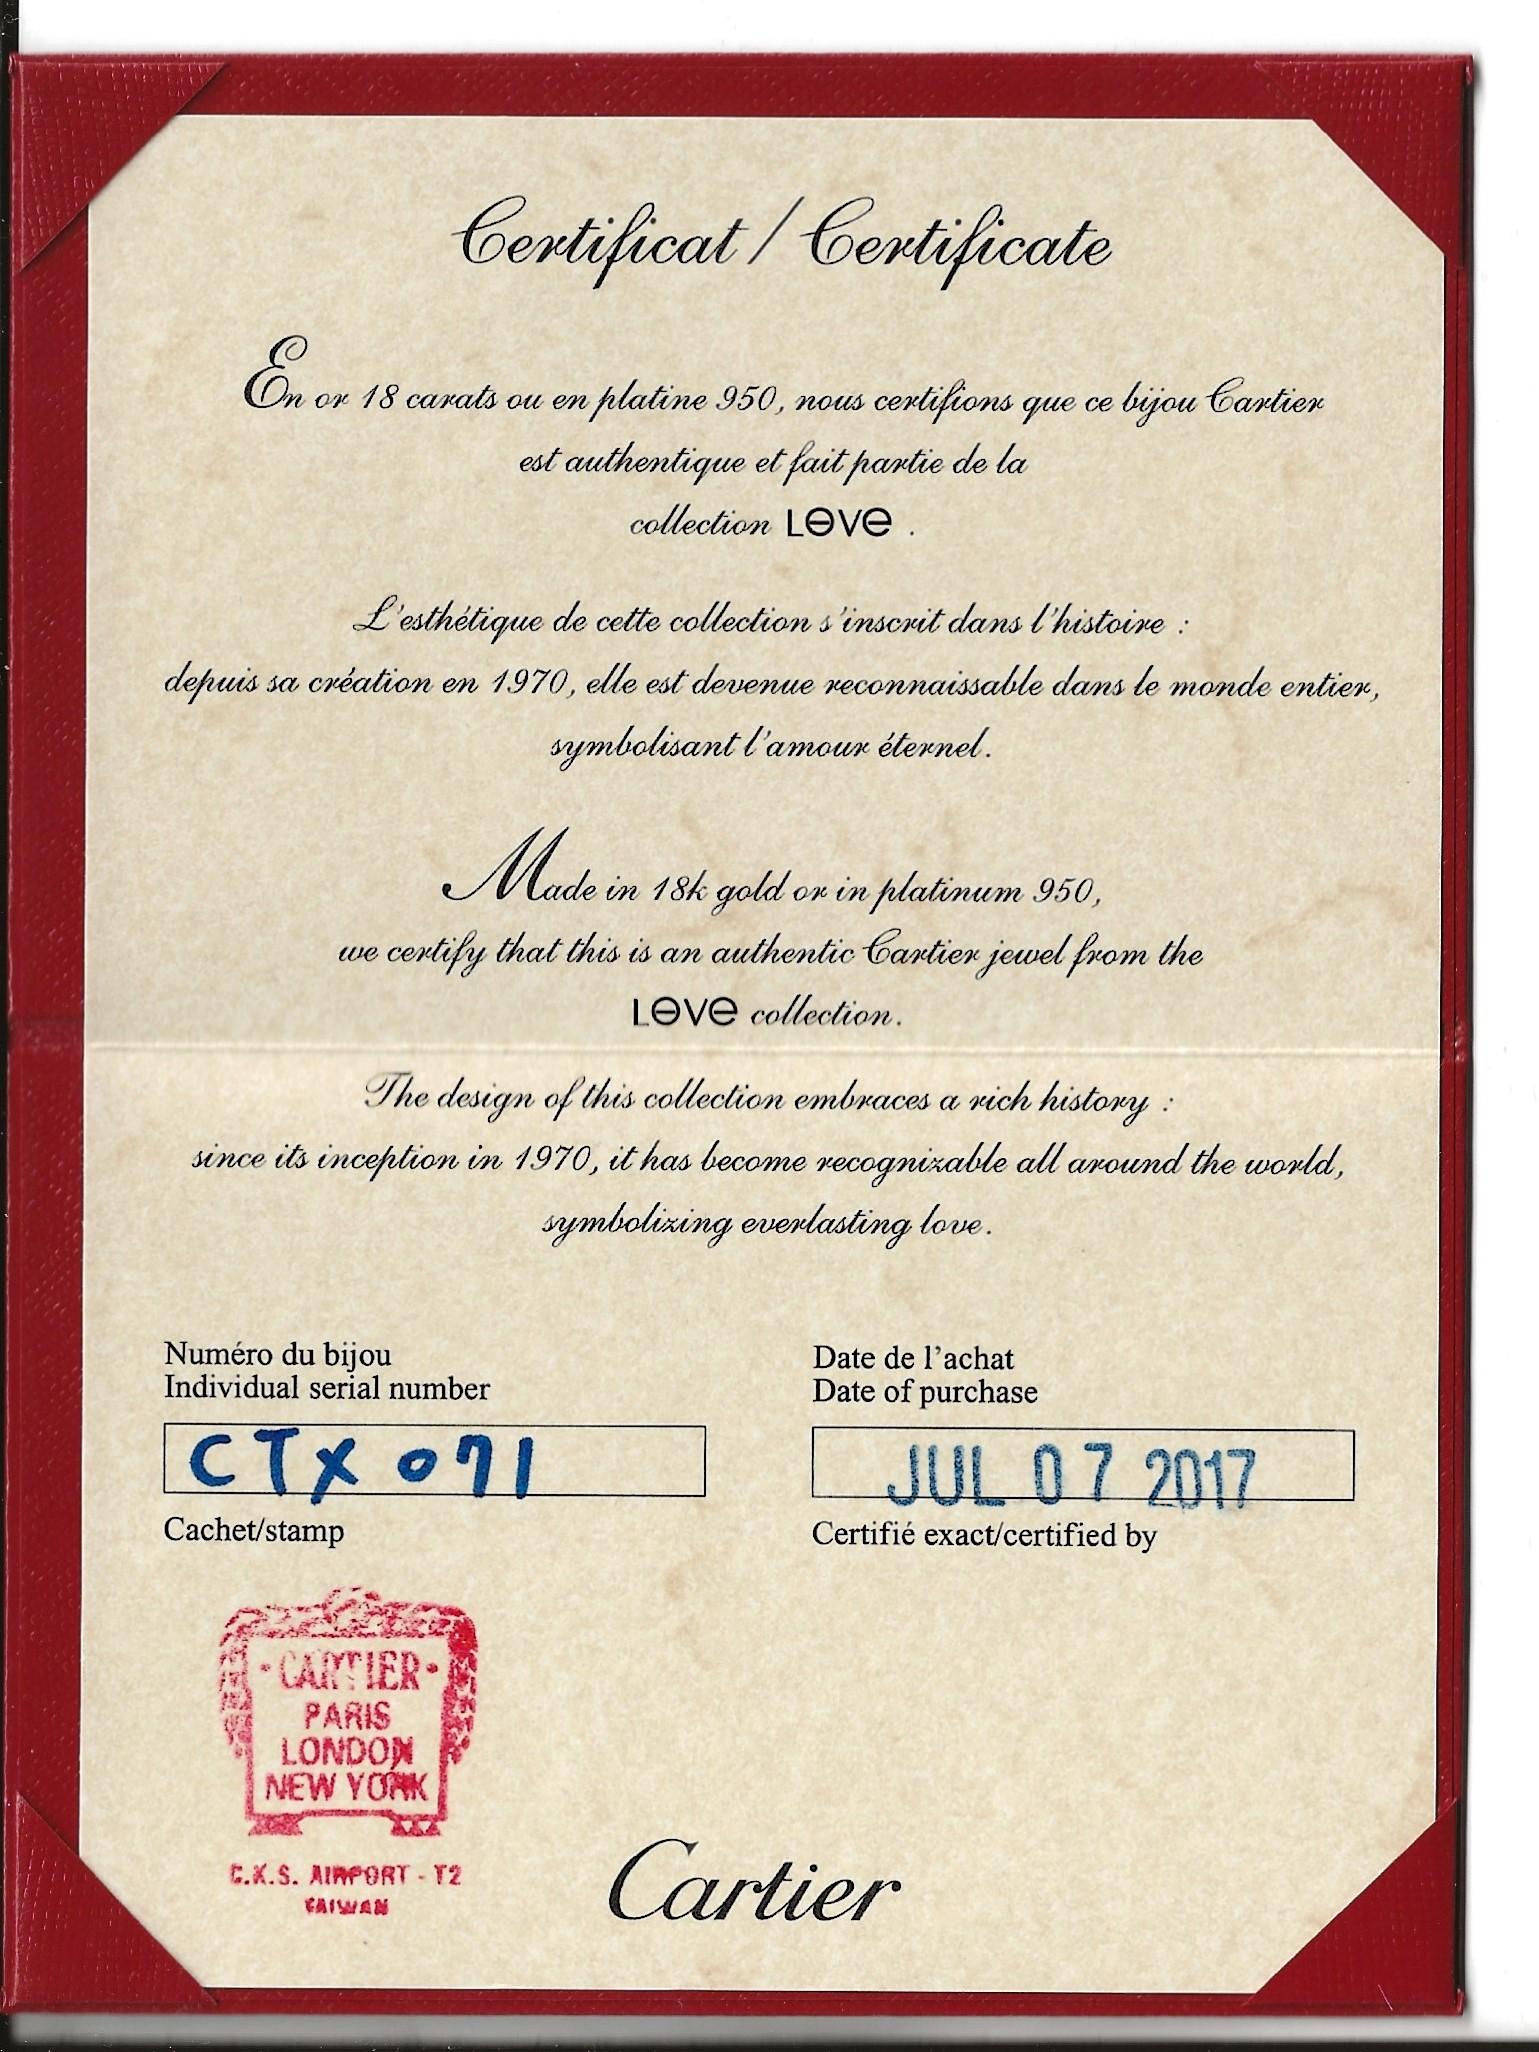 Certificat / Certificate
En or 18 carats ou en platine 950, nous certifions que ce bijou Cartier
est authentique et fait partie de la
collection LOVE .
L'esthétique de cette collection s'inscrit dans l'histoire :
depuis sa création en 1970, elle est devenue reconnaissable dans le monde entier,
symbolisant l'amour éternel.
Made in 18k gold or in platinum 950,
we certify that this is an authentic Cartier jewel from the
LOVE collection.
The design of this collection embraces a rich history :
since its inception in 1970, it has become recognizable all around the world,
symbolizing everlasting love.
Numéro du bijou
Individual serial number
CTX 071
Cachet/stamp
Date de l'achat
Date of purchase
JUL 07 2017
Certifié exact/certified by
·CARTIER·
PARIS
LONDON
NEW YORK
C.K.S. AIRPORT - T2
TAIWAN
Cartier